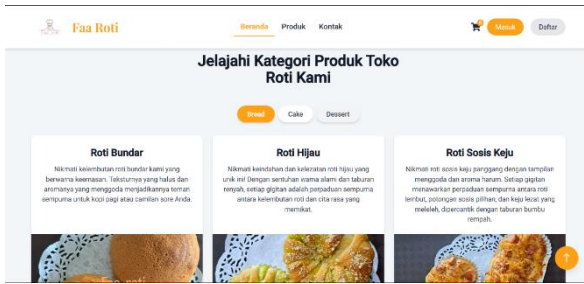 Faa Roti
Beranda Produk Kontak
Masuk Daftar
Jelajahi Kategori Produk Toko
Roti Kami
Bread Cake Dessert
Roti Bundar
Nikmati kelembutan roti bundar kami yang
berwarna keemasan. Teksturnya yang halus dan
aromanya yang menggoda menjadikannya teman
sempurna untuk kopi pagi atau camilan sore Anda.
Roti Hijau
Nikmati keindahan dan kelezatan roti hijau yang
unik ini! Dengan sentuhan warna alami dan taburan
renyah, setiap gigitan adalah perpaduan sempurna
antara kelembutan roti dan cita rasa yang
memikat.
Roti Sosis Keju
Nikmati roti sosis keju panggang dengan tampilan
menggoda dan aroma harum. Setiap gigitan
menawarkan perpaduan sempurna antara roti
lembut, potongan sosis pilihan, dan keju lezat yang
meleleh, dipercantik dengan taburan bumbu
rempah.